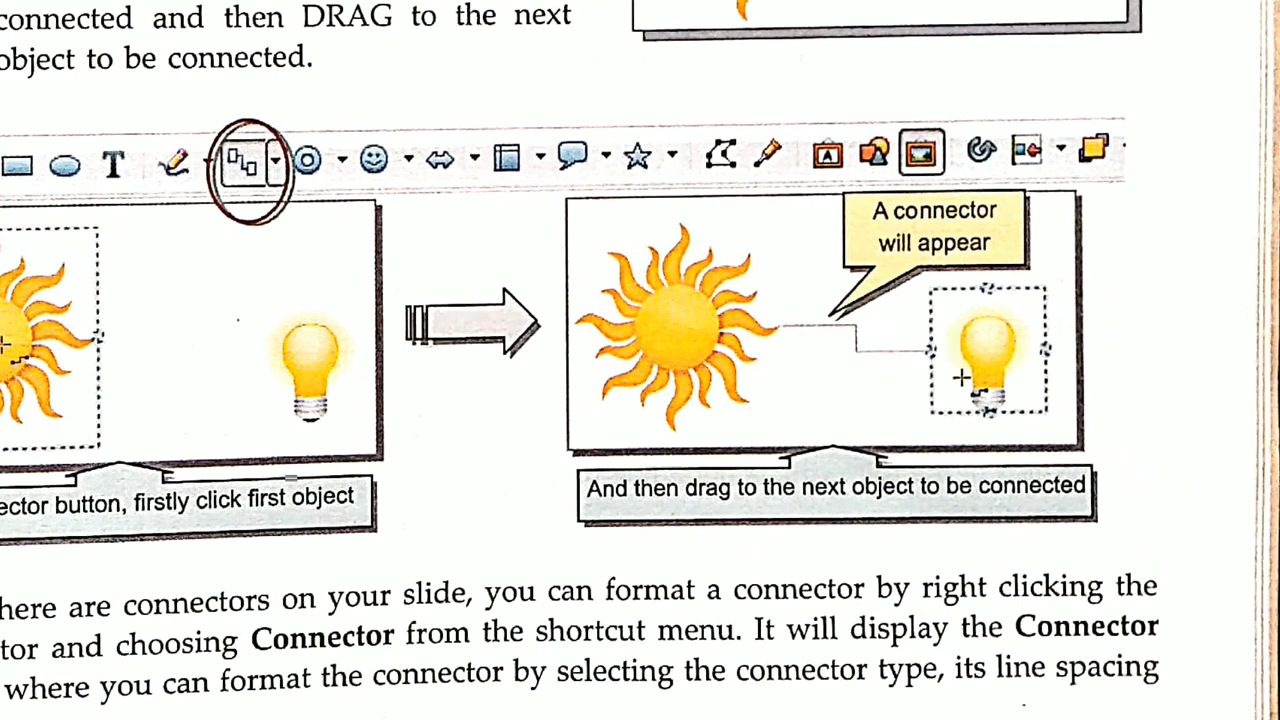 connected and then DRAG to the next
object to be connected.
T
A
A connector
will appear
ector button, firstly click first object
And then drag to the next object to be connected
here are connectors on your slide, you can format a connector by right clicking the
tor and choosing Connector from the shortcut menu. It will display the Connector
where you can format the connector by selecting the connector type, its line spacing